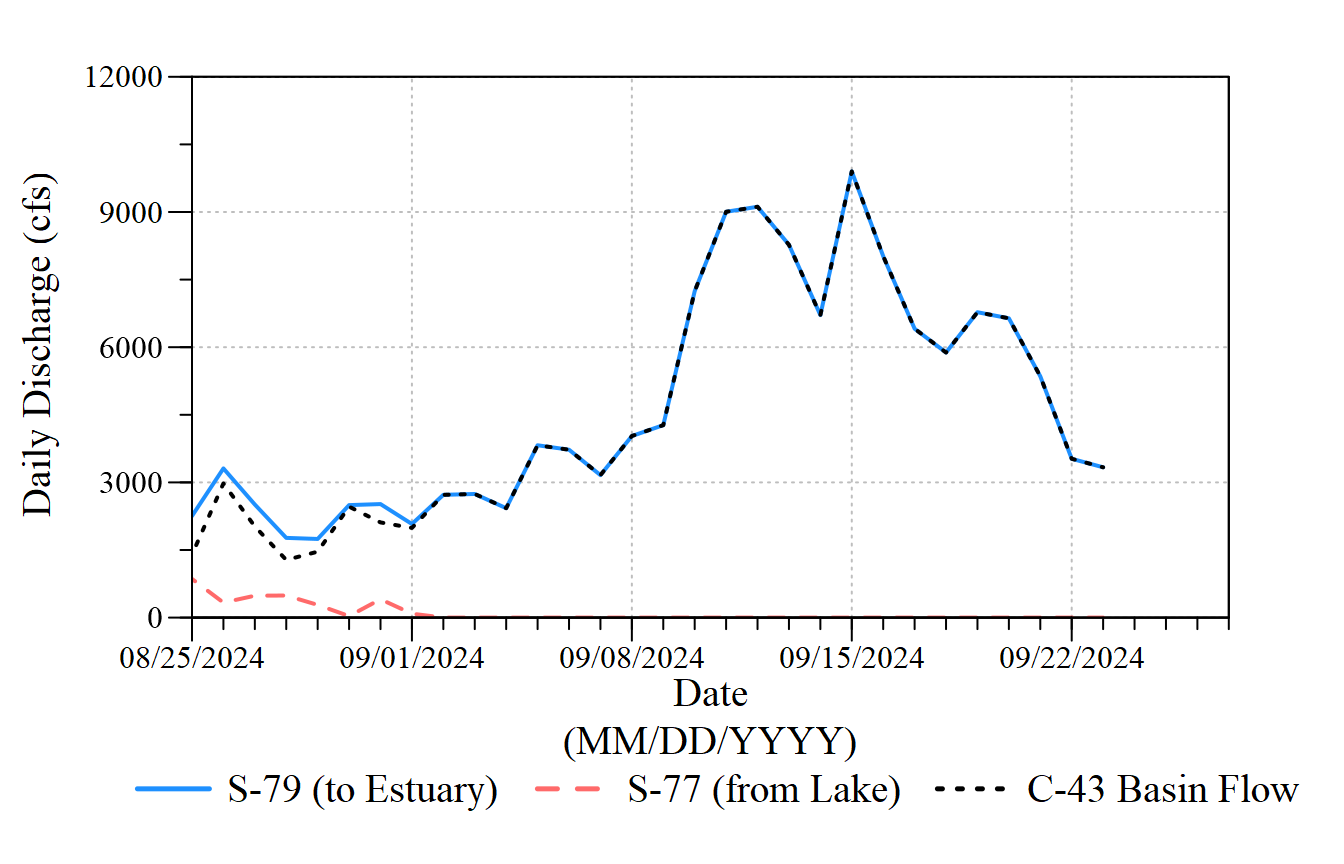 12000
9000
6000
3000
0
Daily Discharge (cfs)
08/25/2024 09/01/2024 09/08/2024 09/15/2024 09/22/2024
Date
(MM/DD/YYYY)
S-79 (to Estuary) S-77 (from Lake) C-43 Basin Flow